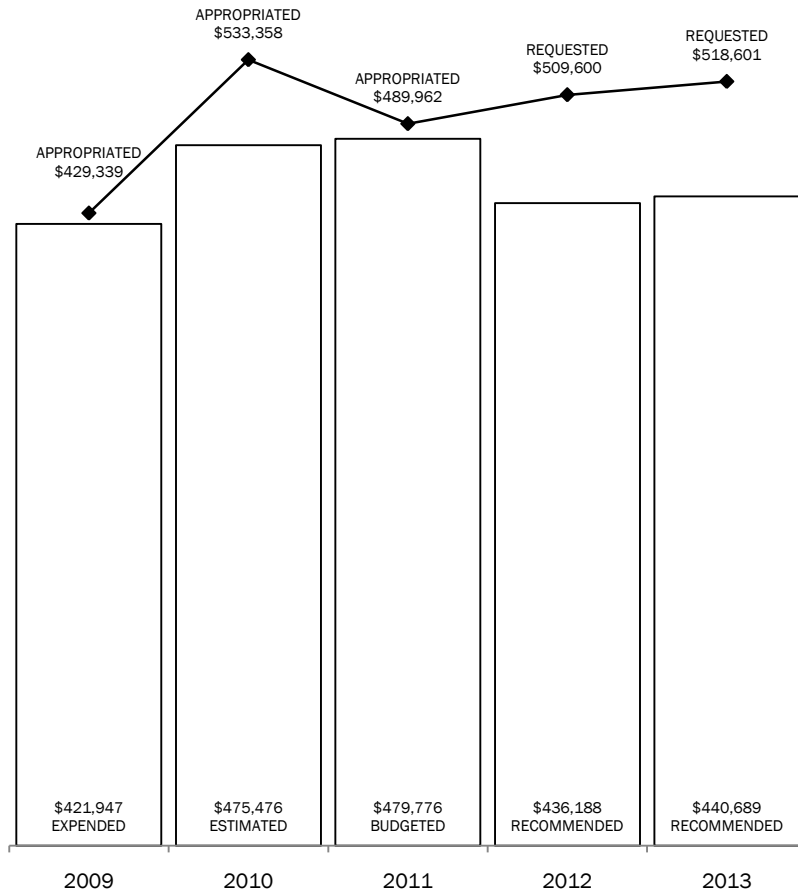 APPROPRIATED
$533,358
REQUESTED
$509,600
REQUESTED
$518,601
APPROPRIATED
$489,962
APPROPRIATED
$429,339
$421,947
EXPENDED
$475,476
ESTIMATED
$479,776
BUDGETED
$436,188
RECOMMENDED
$440,689
RECOMMENDED
2009
2010
2011
2012
2013